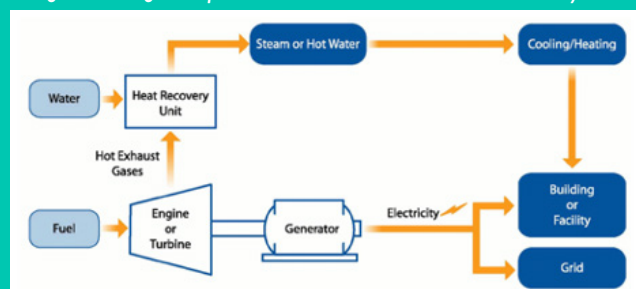 Steam or Hot Water
Cooling/Heating
Water
Heat Recovery
Unit
Hot Exhaust
Gases
Building
or
Facility
Fuel
Engine
or
Turbine
Generator
Electricity
Grid